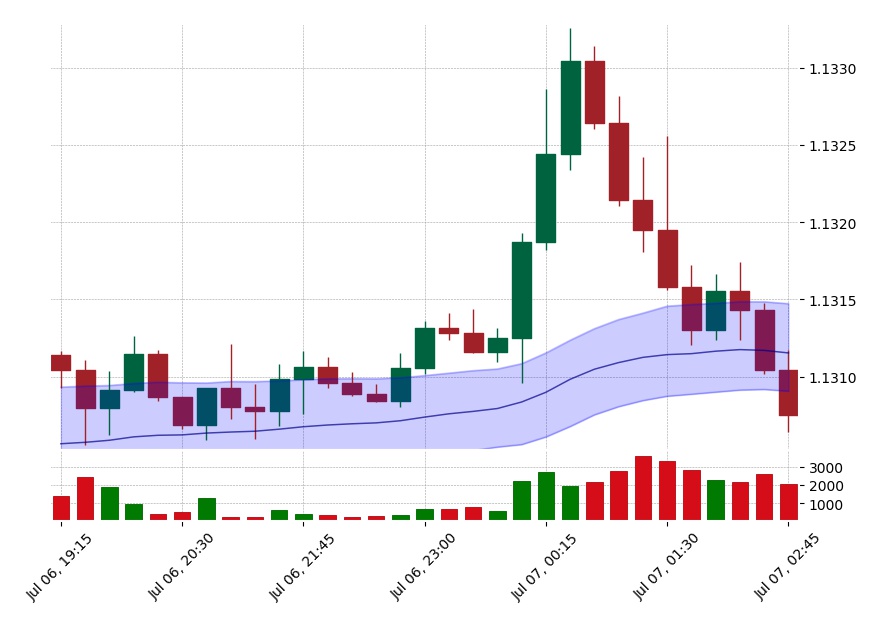 1.1330
1.1325
1.1320
1.1315
1.1310
3000
2000
1000
Jul 06, 19:15
Jul 06, 20:30
Jul 06, 21:45
Jul 06, 23:00
Jul 07, 00:15
Jul 07, 01:30
Jul 07, 02:45